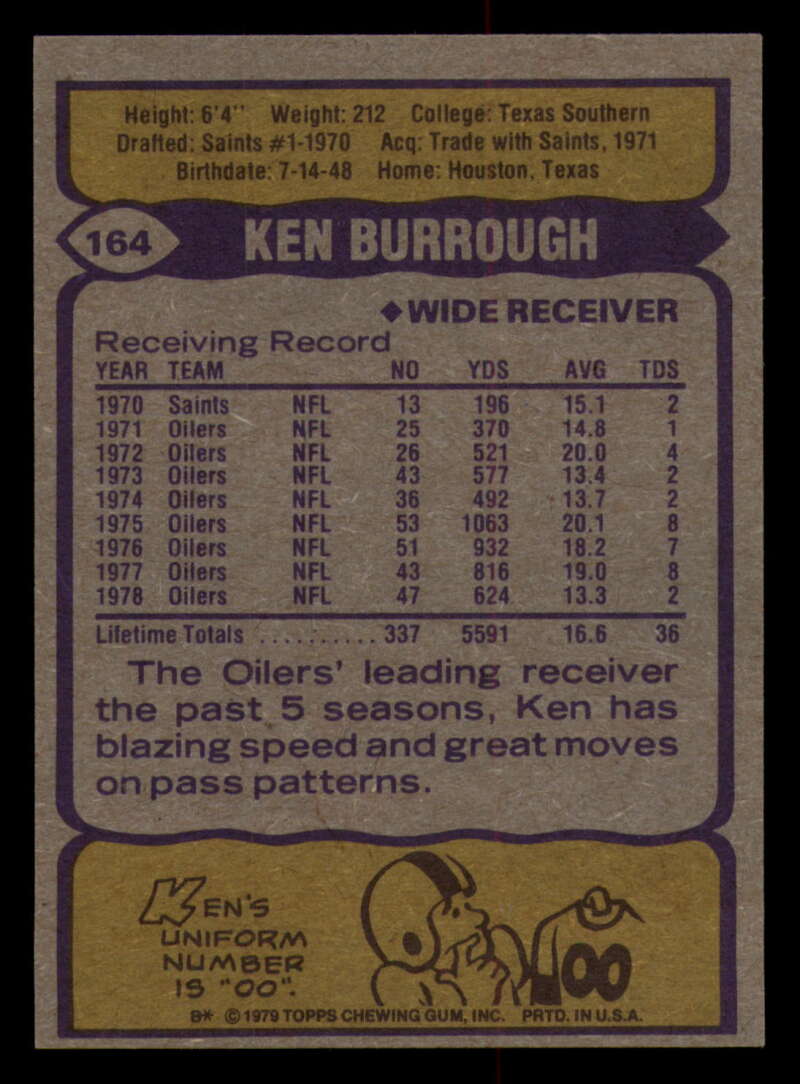 Height: 6'4" Weight: 212 College: Texas Southern
Drafted: Saints #1-1970 Acq: Trade with Saints, 1971
Birthdate: 7-14-48 Home: Houston, Texas
164 KEN BURROUGH
◆WIDE RECEIVER
Receiving Record
YEAR TEAM NO YDS AVG TDS
1970 Saints NFL 13 196 15.1 2
1971 Oilers NFL 25 370 14.8 1
1972 Oilers NFL 26 521 20.0 4
1973 Oilers NFL 43 577 13.4 2
1974 Oilers NFL 36 492 13.7 2
1975 Oilers NFL 53 1063 20.1 8
1976 Oilers NFL 51 932 18.2 7
1977 Oilers NFL 43 816 19.0 8
1978 Oilers NFL 47 624 13.3 2
Lifetime Totals .......... 337 5591 16.6 36
The Oilers' leading receiver
the past 5 seasons, Ken has
blazing speed and great moves
on pass patterns.
KEN'S
UNIFORM
NUMBER
IS "00".
00
B* © 1979 TOPPS CHEWING GUM, INC. PRTD. IN U.S.A.